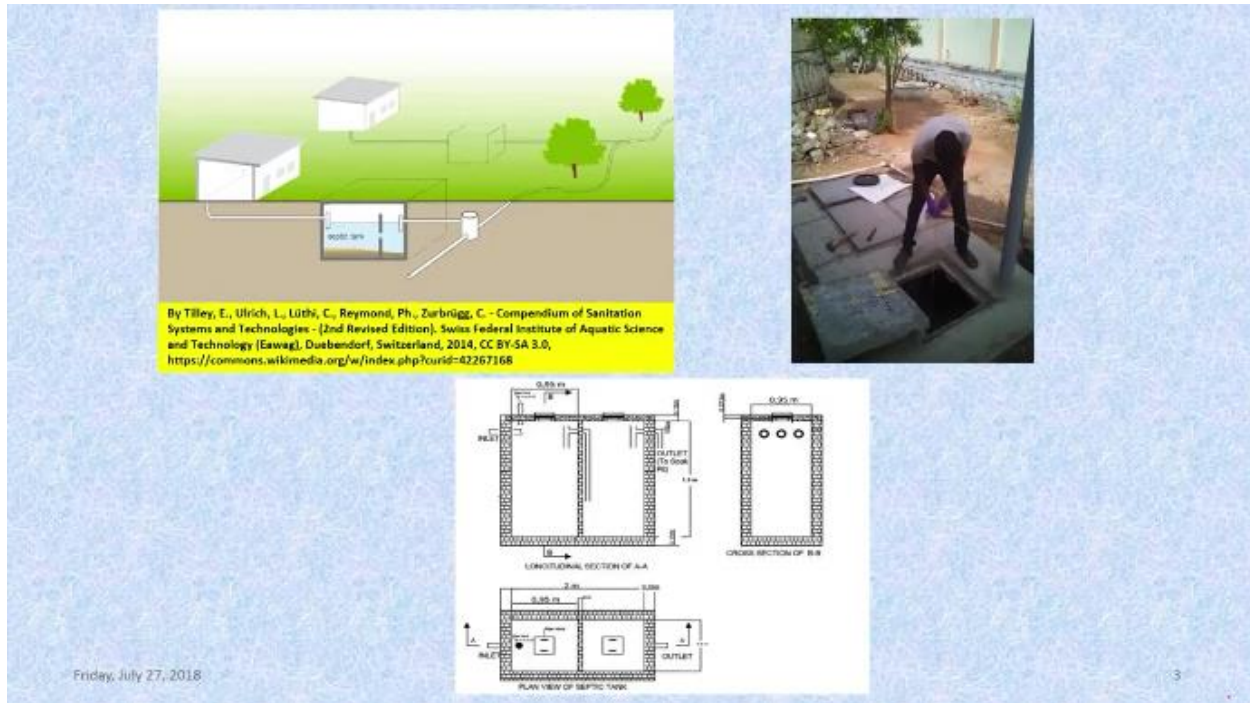 septic tank
By Tilley, E., Ulrich, L., Lüthi, C., Reymond, Ph., Zurbrügg, C. - Compendium of Sanitation
Systems and Technologies - (2nd Revised Edition). Swiss Federal Institute of Aquatic Science
and Technology (Eawag), Duebendorf, Switzerland, 2014, CC BY-SA 3.0,
https://commons.wikimedia.org/w/index.php?curid=42267168
0.95 m
B
INLET
OUTLET
(To Soak
Pit)
B
LONGITUDINAL SECTION OF A-A
0.95 m
CROSS SECTION OF B-B
2 m
0.95 m
A
A
INLET
OUTLET
PLAN VIEW OF SEPTIC TANK
Friday, July 27, 2018
3